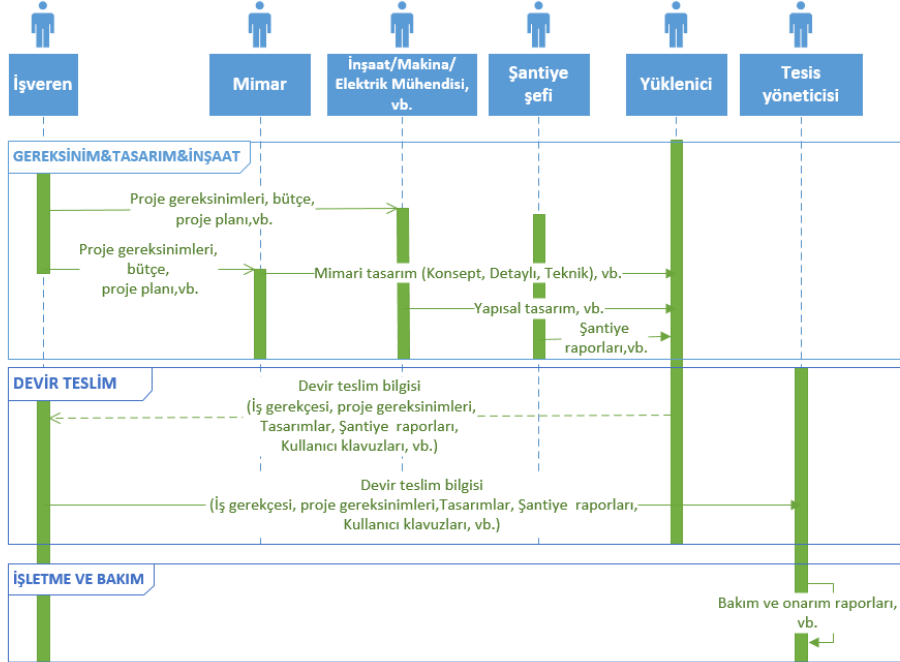 İşveren
Mimar
İnşaat/Makina/
Elektrik Mühendisi,
vb.
Şantiye
şefi
Yüklenici
Tesis
yöneticisi
GEREKSİNİM&TASARIM&İNŞAAT
Proje gereksinimleri, bütçe,
proje planı,vb.
Proje gereksinimleri,
bütçe,
proje planı,vb.
Mimari tasarım (Konsept, Detaylı, Teknik), vb.
Yapısal tasarım, vb.
Şantiye
raporları,vb.
DEVİR TESLİM
Devir teslim bilgisi
(İş gerekçesi, proje gereksinimleri,
Tasarımlar, Şantiye raporları,
Kullanıcı klavuzları, vb.)
Devir teslim bilgisi
(İş gerekçesi, proje gereksinimleri,Tasarımlar, Şantiye raporları,
Kullanıcı klavuzları, vb.)
İŞLETME VE BAKIM
Bakım ve onarım raporları,
vb.